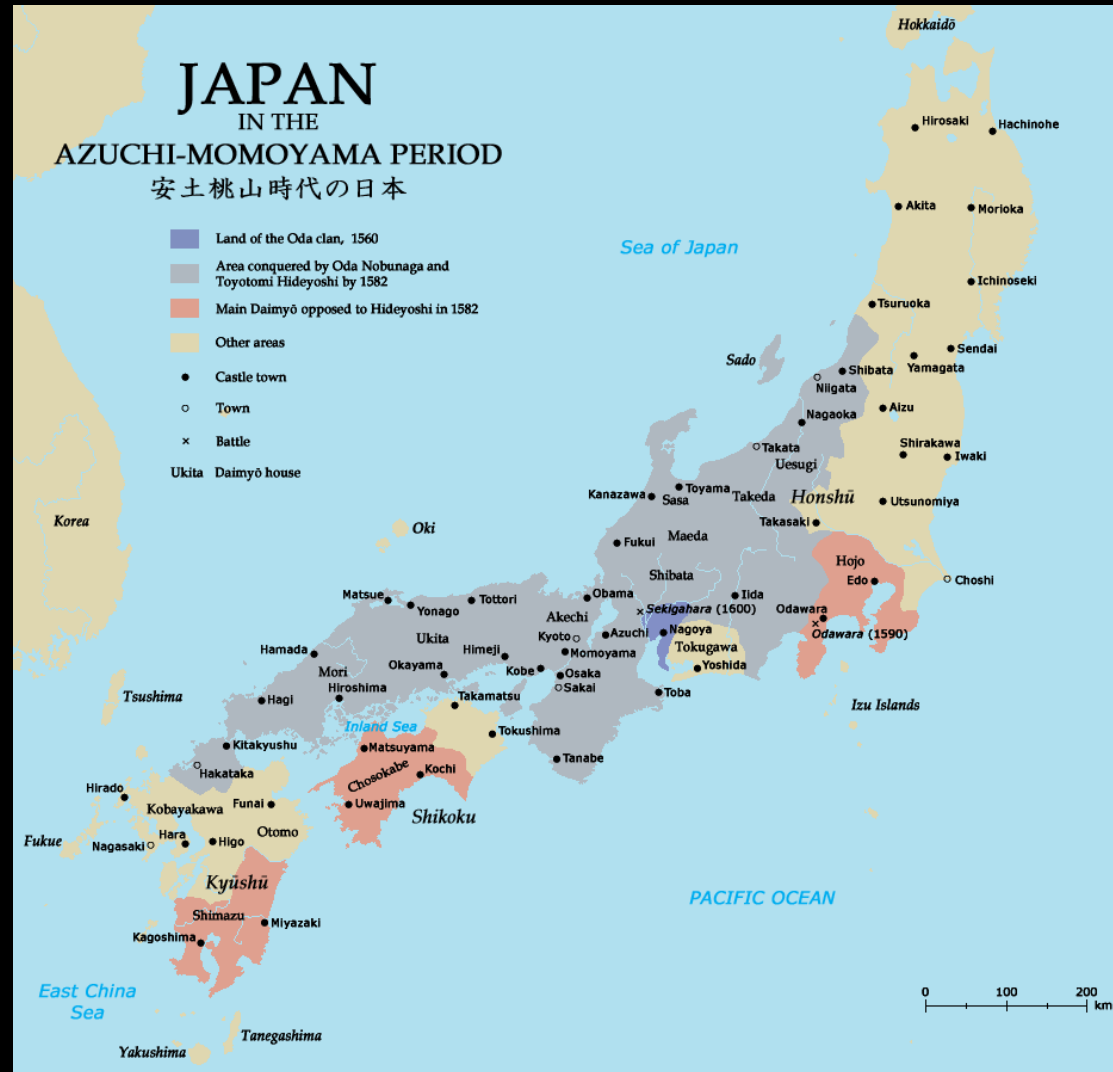 JAPAN
IN THE
AZUCHI-MOMOYAMA PERIOD
安土桃山時代の日本
Land of the Oda clan, 1560
Area conquered by Oda Nobunaga and
Toyotomi Hideyoshi by 1582
Main Daimyō opposed to Hideyoshi in 1582
Other areas
Castle town
Town
Battle
Ukita Daimyō house
Hokkaidō
Hirosaki
Hachinohe
Akita
Morioka
Sea of Japan
Ichinoseki
Tsuruoka
Sendai
Sado
Shibata
Yamagata
Niigata
Nagaoka
Aizu
Takata
Shirakawa
Iwaki
Uesugi
Toyama
Kanazawa
Sasa
Takeda
Honshū
Utsunomiya
Takasaki
Korea
Oki
Fukui
Maeda
Hojo
Shibata
Edo
Choshi
Matsue
Yonago
Tottori
Obama
Iida
Akechi
Sekigahara (1600)
Odawara
Ukita
Kyoto
Azuchi
Nagoya
Odawara (1590)
Hamada
Himeji
Momoyama
Tokugawa
Mori
Okayama
Kobe
Osaka
Yoshida
Tsushima
Hiroshima
Sakai
Hagi
Takamatsu
Toba
Izu Islands
Inland Sea
Tokushima
Kitakyushu
Matsuyama
Tanabe
Hakataka
Chosokabe
Kochi
Hirado
Kobayakawa
Funai
Uwajima
Shikoku
Fukue
Hara
Otomo
Nagasaki
Higo
Kyūshū
PACIFIC OCEAN
Shimazu
Miyazaki
Kagoshima
East China
Sea
0 100 200
km
Tanegashima
Yakushima